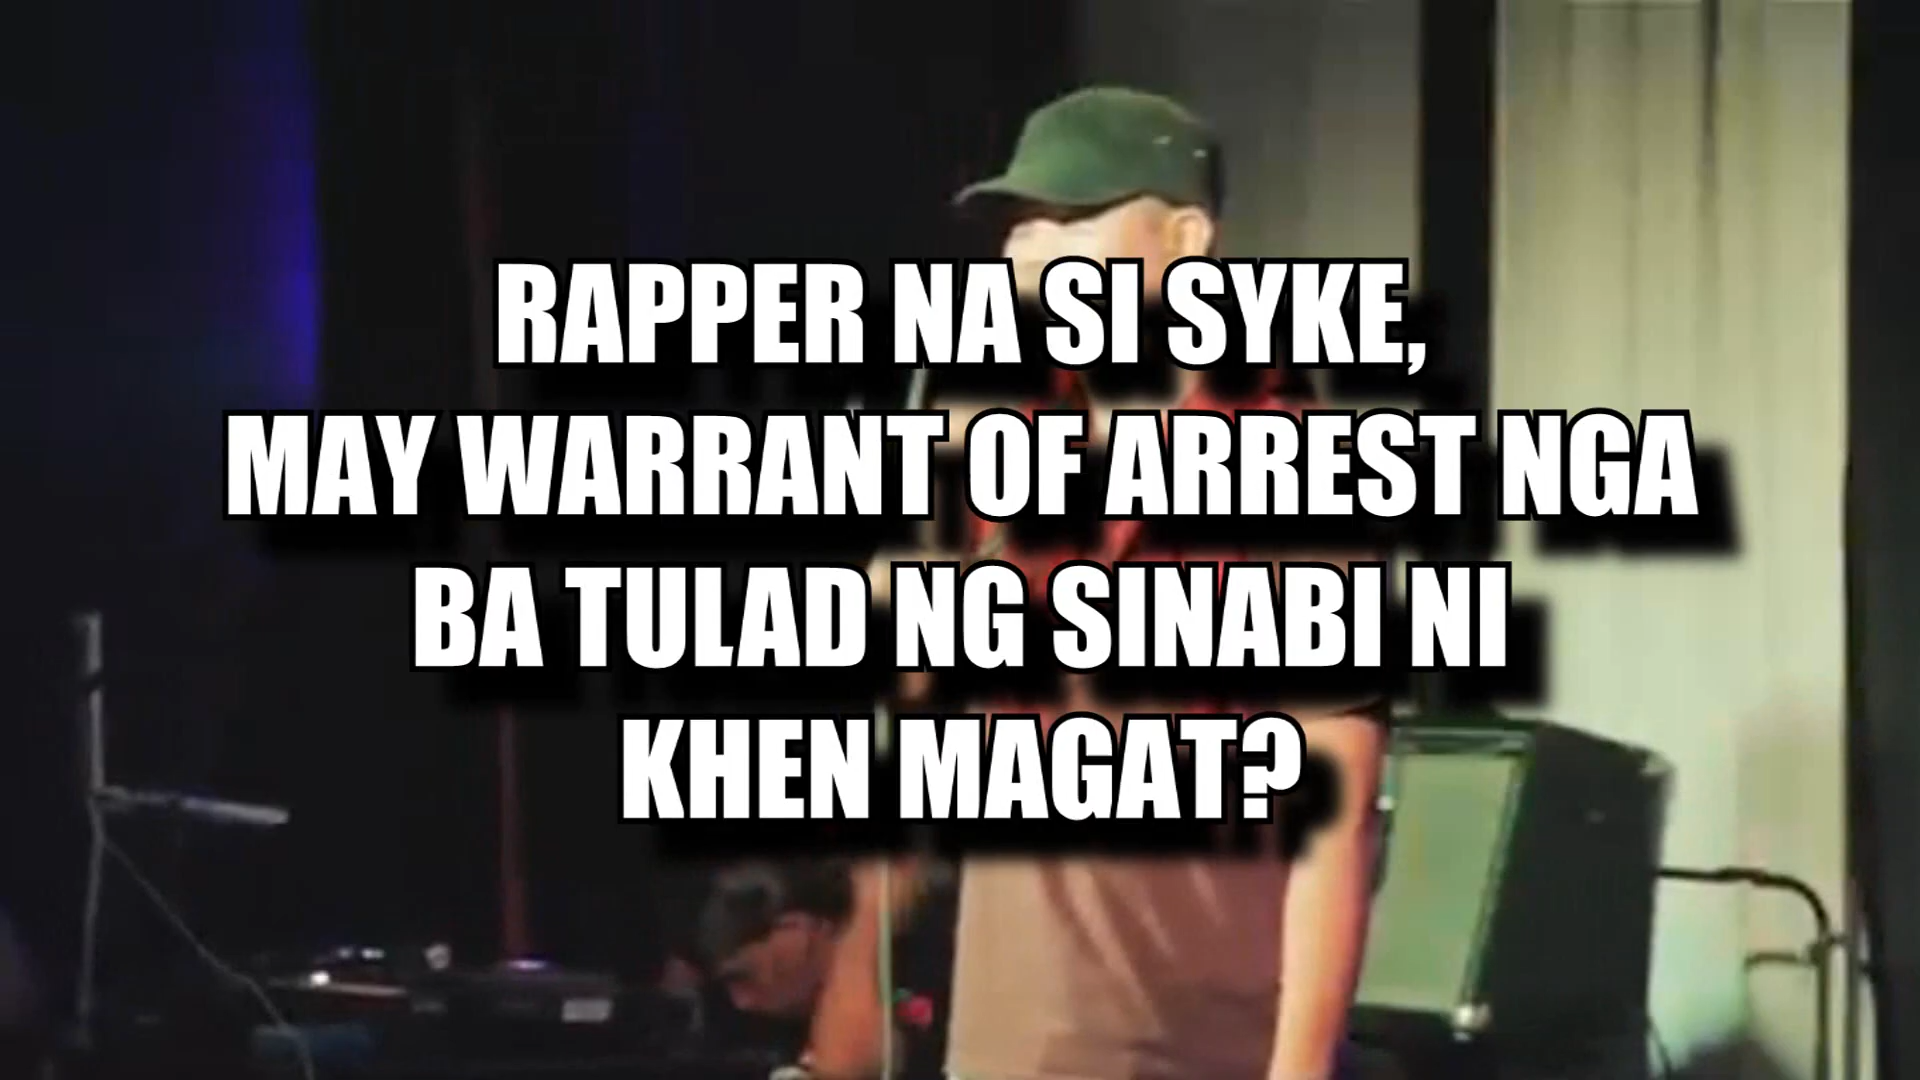 RAPPER NA SI SYKE,
MAY WARRANT OF ARREST NGA
BA TULAD NG SINABI NI
KHEN MAGAT?